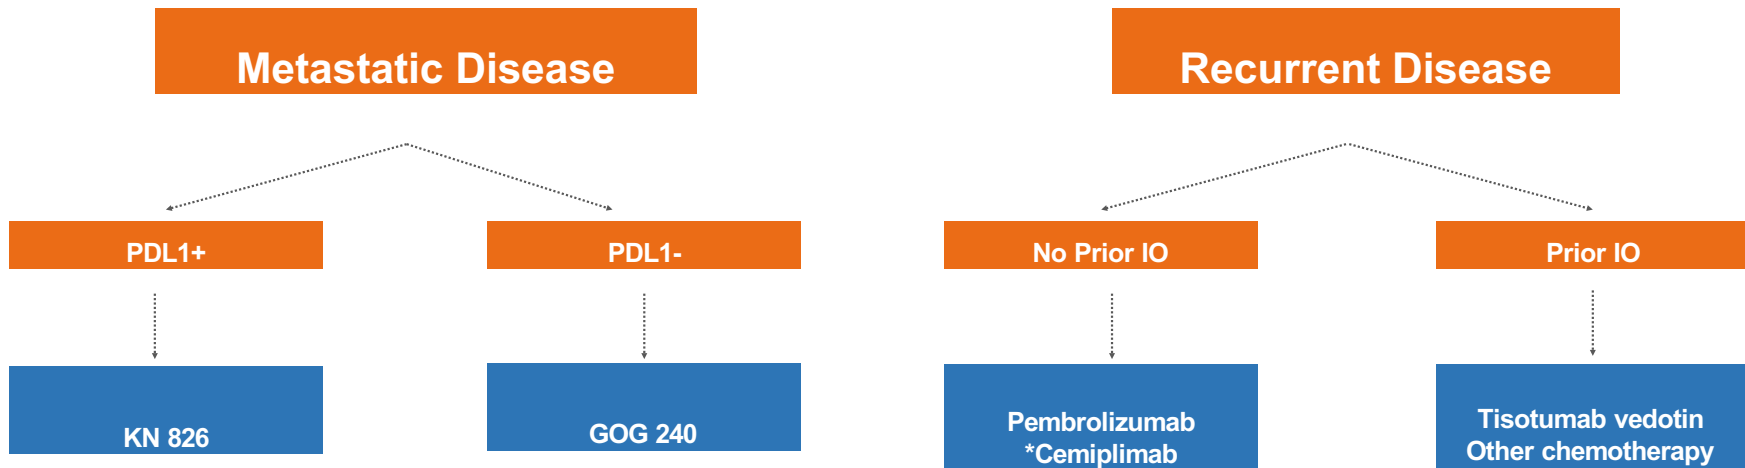 Metastatic Disease
Recurrent Disease
PDL1+
PDL1-
No Prior IO
Prior IO
KN 826
GOG 240
Pembrolizumab
*Cemiplimab
Tisotumab vedotin
Other chemotherapy